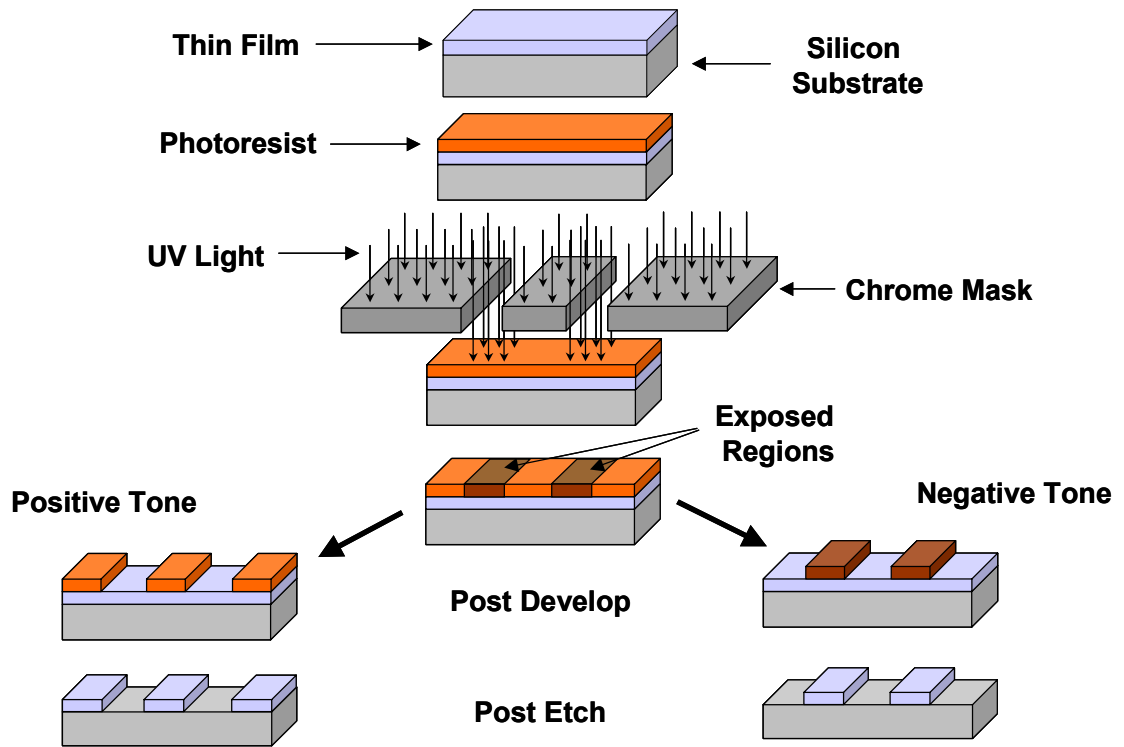 Thin Film
Silicon
Substrate
Photoresist
UV Light
Chrome Mask
Exposed
Regions
Positive Tone
Negative Tone
Post Develop
Post Etch